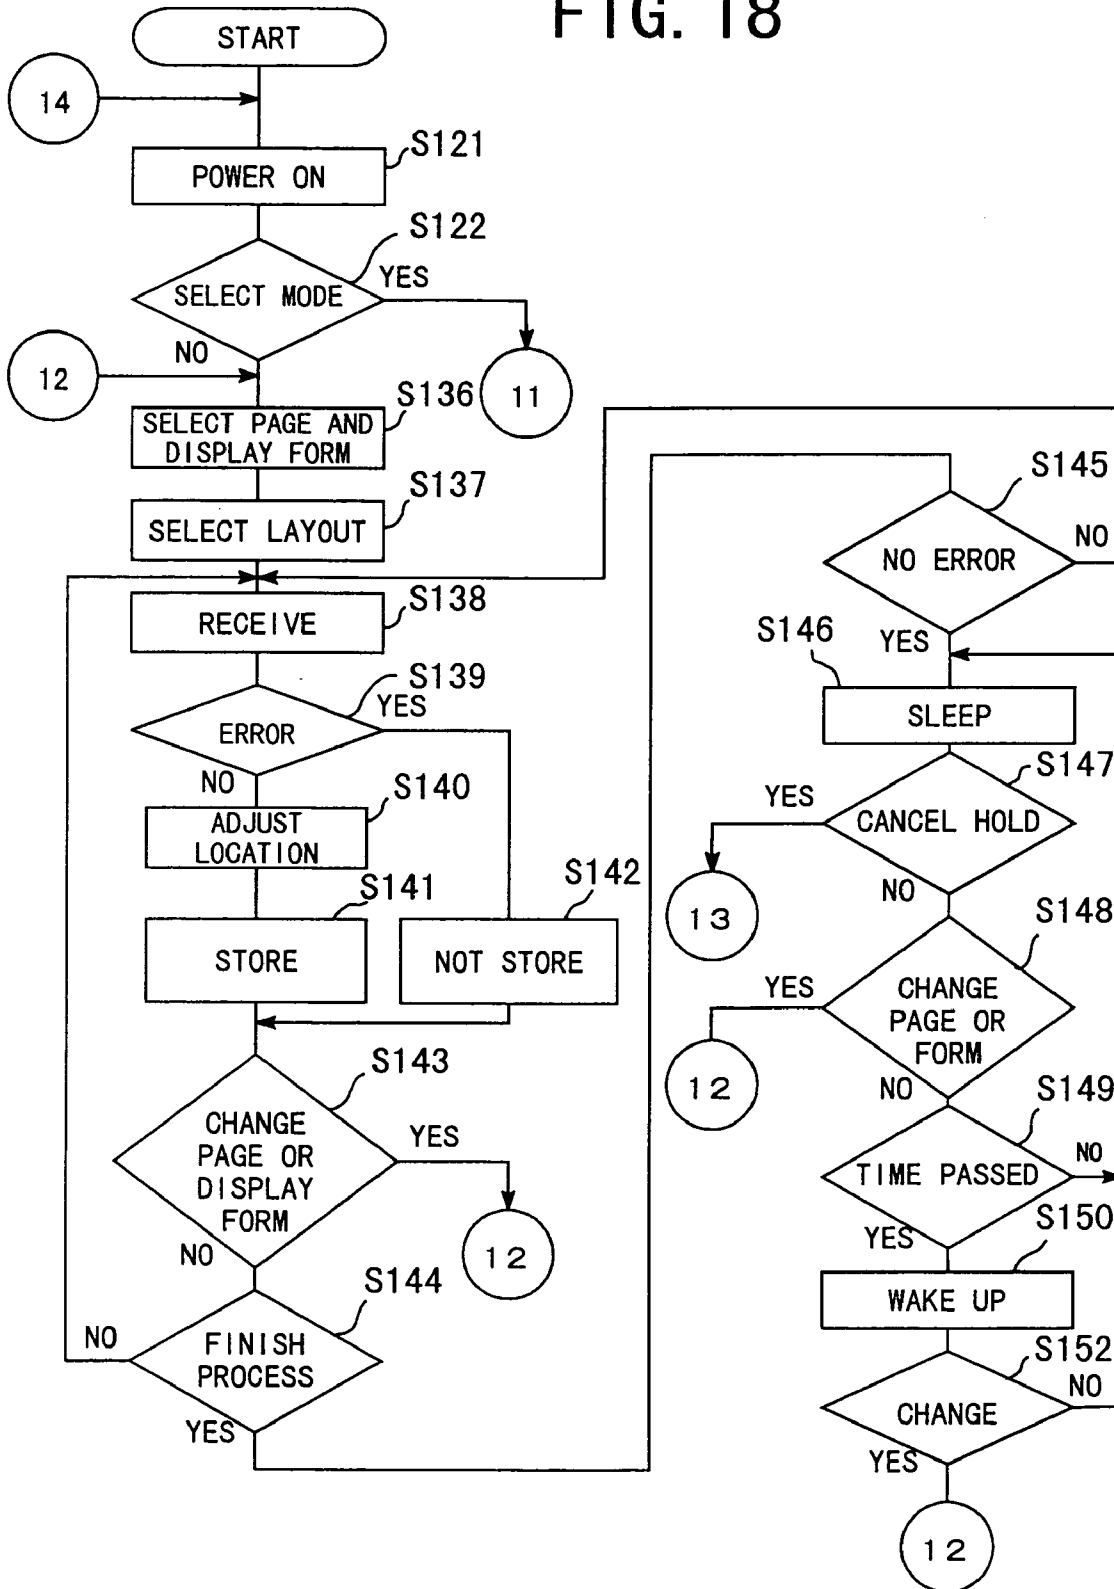 FIG. 18
START
14
S121
POWER ON
S122
SELECT MODE
YES
NO
11
12
S136
SELECT PAGE AND
DISPLAY FORM
S137
SELECT LAYOUT
S138
RECEIVE
S139
ERROR
YES
NO
S140
ADJUST
LOCATION
S141
STORE
S142
NOT STORE
S143
CHANGE
PAGE OR
DISPLAY
FORM
YES
12
NO
S144
FINISH
PROCESS
NO
YES
S145
NO ERROR
NO
YES
S146
SLEEP
S147
CANCEL HOLD
YES
13
NO
S148
CHANGE
PAGE OR
FORM
YES
12
NO
S149
TIME PASSED
NO
YES
S150
WAKE UP
S152
CHANGE
NO
YES
12